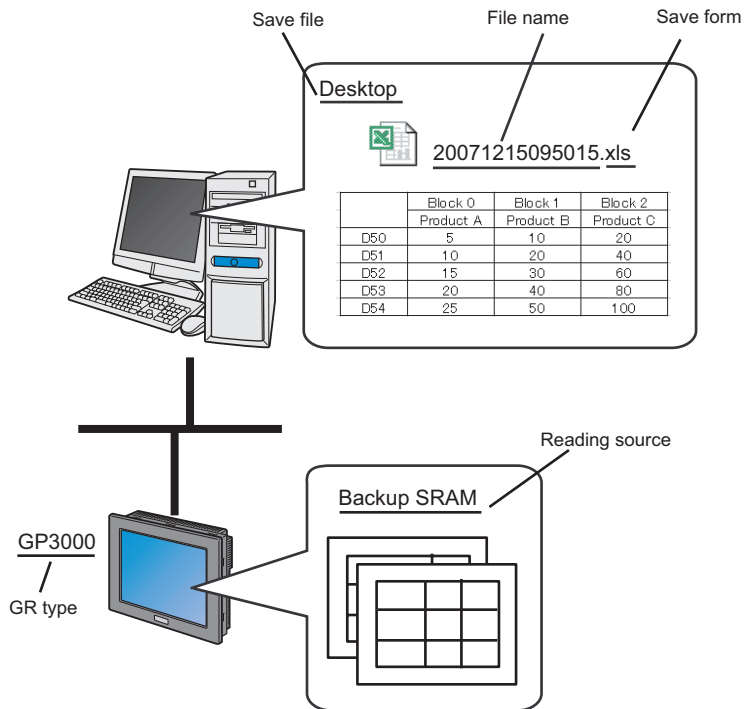 Save file File name Save form
Desktop
20071215095015.xls
Block 0 Block 1 Block 2
Product A Product B Product C
D50 5 10 20
D51 10 20 40
D52 15 30 60
D53 20 40 80
D54 25 50 100
Reading source
Backup SRAM
GP3000
GR type